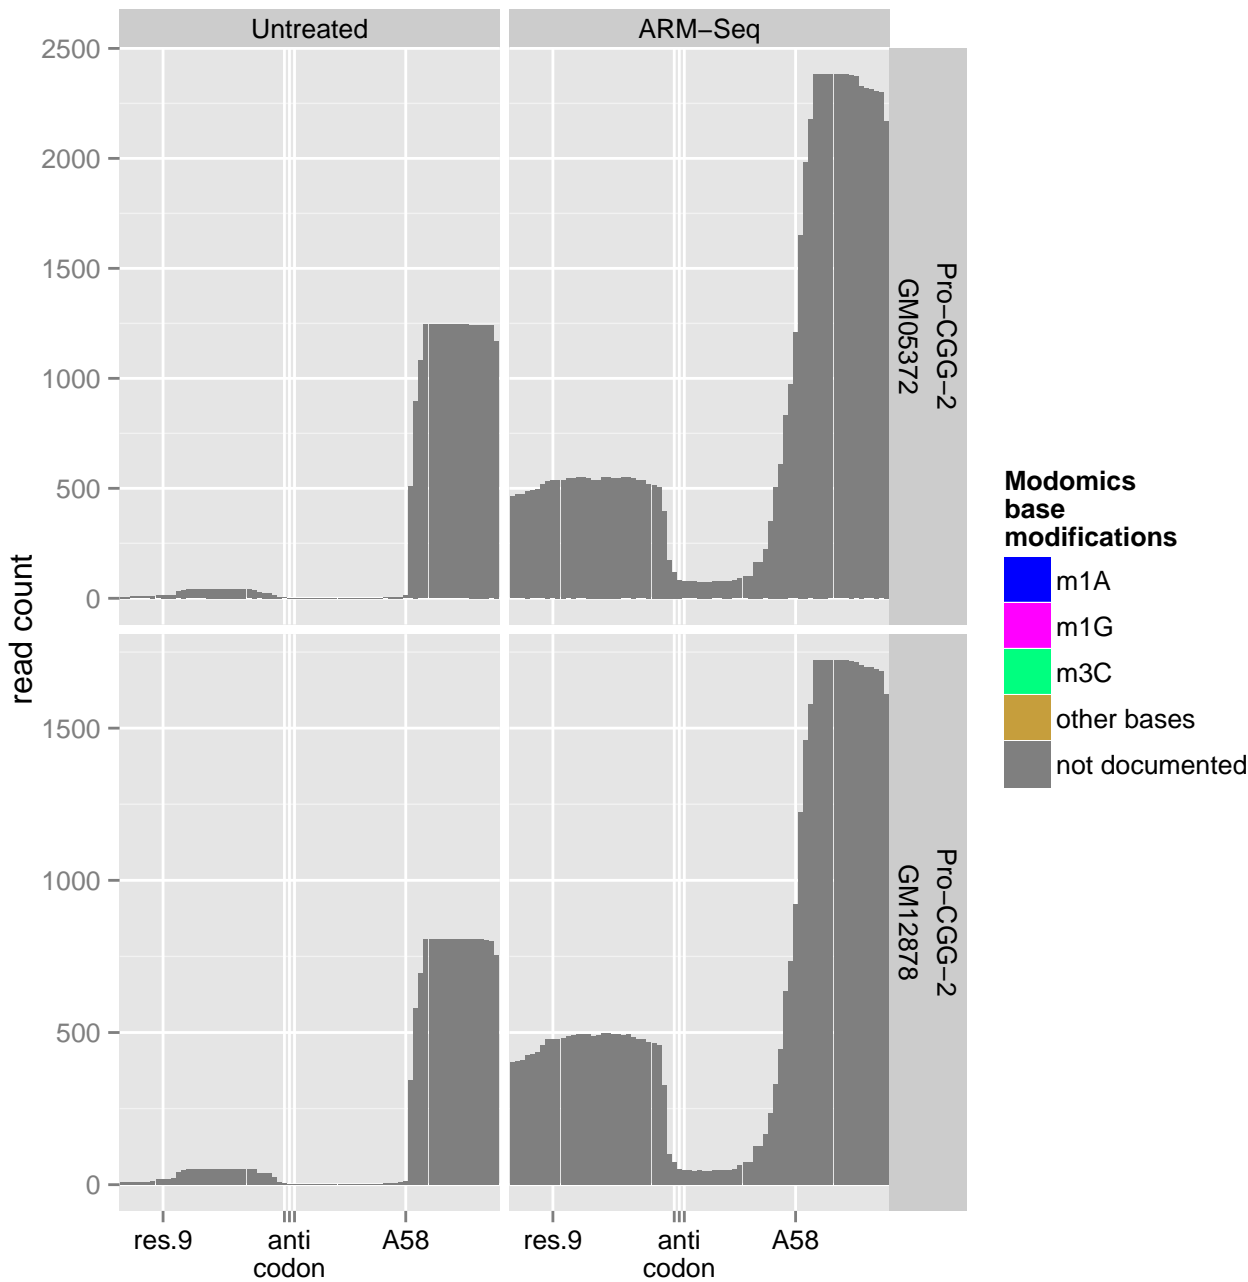 Untreated
ARM−Seq
2500
2000
1500
1000
500
0
Pro−CGG−2
GM05372
read count
1500
1000
500
0
Pro−CGG−2
GM12878
res.9
anti
codon
A58
res.9
anti
codon
A58
Modomics
base
modifications
m1A
m1G
m3C
other bases
not documented